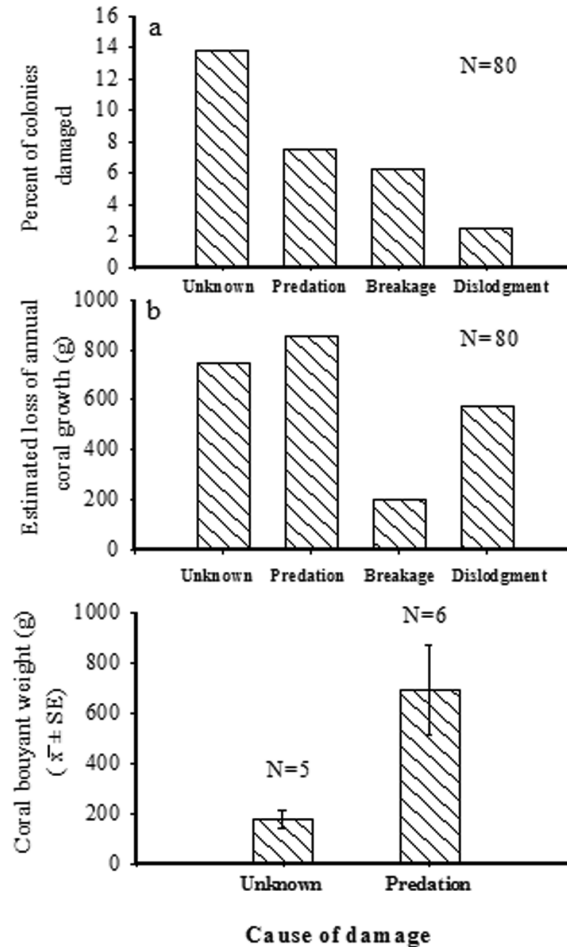 a
N=80
Percent of colonies
damaged
16
14
12
10
8
6
4
2
0
Unknown Predation Breakage Dislodgment
b
N=80
Estimated loss of annual
coral growth (g)
1000
800
600
400
200
0
Unknown Predation Breakage Dislodgment
N=6
N=5
Coral bouyant weight (g)
( x̄ ± SE)
1000
800
600
400
200
0
Unknown Predation
Cause of damage